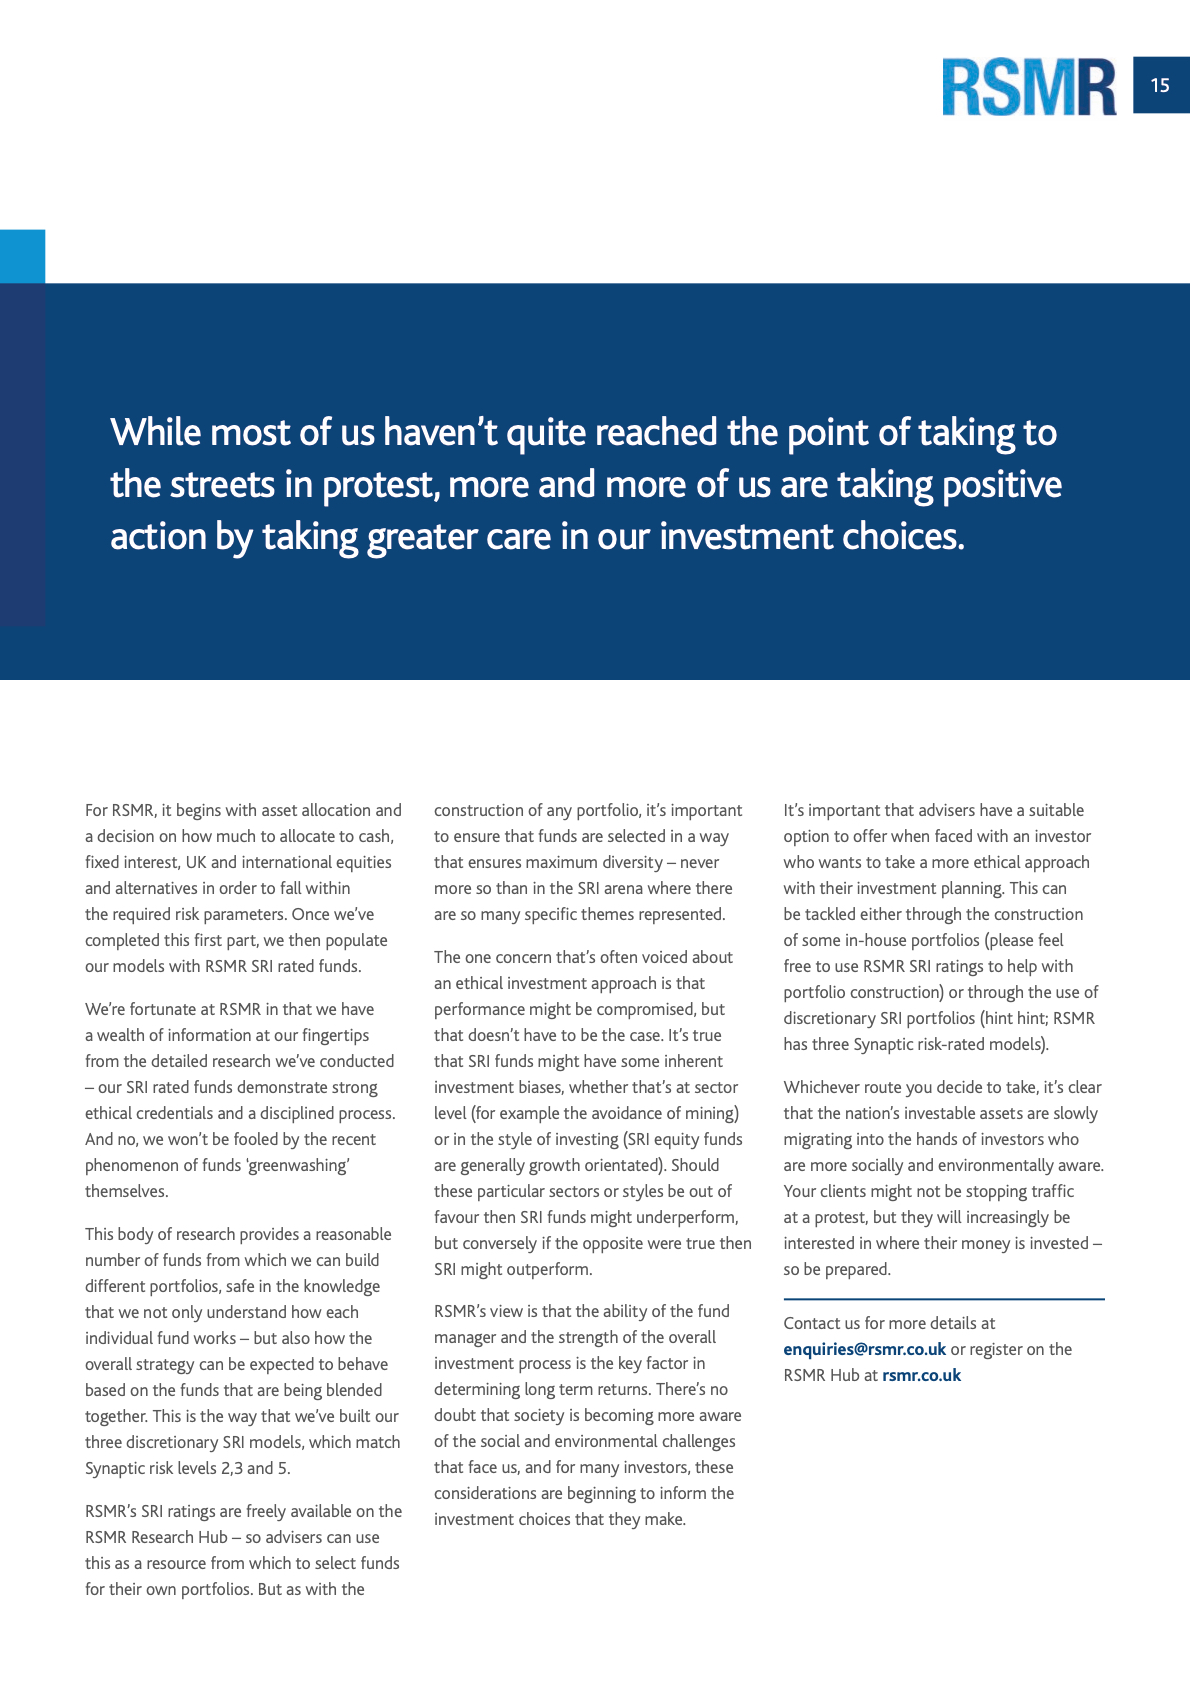 RSMR
15
While most of us haven’t quite reached the point of taking to
the streets in protest, more and more of us are taking positive
action by taking greater care in our investment choices.
For RSMR, it begins with asset allocation and
a decision on how much to allocate to cash,
fixed interest, UK and international equities
and alternatives in order to fall within
the required risk parameters. Once we’ve
completed this first part, we then populate
our models with RSMR SRI rated funds.
We’re fortunate at RSMR in that we have
a wealth of information at our fingertips
from the detailed research we’ve conducted
– our SRI rated funds demonstrate strong
ethical credentials and a disciplined process.
And no, we won’t be fooled by the recent
phenomenon of funds ‘greenwashing’
themselves.
This body of research provides a reasonable
number of funds from which we can build
different portfolios, safe in the knowledge
that we not only understand how each
individual fund works – but also how the
overall strategy can be expected to behave
based on the funds that are being blended
together. This is the way that we’ve built our
three discretionary SRI models, which match
Synaptic risk levels 2,3 and 5.
RSMR’s SRI ratings are freely available on the
RSMR Research Hub – so advisers can use
this as a resource from which to select funds
for their own portfolios. But as with the
construction of any portfolio, it’s important
to ensure that funds are selected in a way
that ensures maximum diversity – never
more so than in the SRI arena where there
are so many specific themes represented.
The one concern that’s often voiced about
an ethical investment approach is that
performance might be compromised, but
that doesn’t have to be the case. It’s true
that SRI funds might have some inherent
investment biases, whether that’s at sector
level (for example the avoidance of mining)
or in the style of investing (SRI equity funds
are generally growth orientated). Should
these particular sectors or styles be out of
favour then SRI funds might underperform,
but conversely if the opposite were true then
SRI might outperform.
RSMR’s view is that the ability of the fund
manager and the strength of the overall
investment process is the key factor in
determining long term returns. There’s no
doubt that society is becoming more aware
of the social and environmental challenges
that face us, and for many investors, these
considerations are beginning to inform the
investment choices that they make.
It’s important that advisers have a suitable
option to offer when faced with an investor
who wants to take a more ethical approach
with their investment planning. This can
be tackled either through the construction
of some in-house portfolios (please feel
free to use RSMR SRI ratings to help with
portfolio construction) or through the use of
discretionary SRI portfolios (hint hint; RSMR
has three Synaptic risk-rated models).
Whichever route you decide to take, it’s clear
that the nation’s investable assets are slowly
migrating into the hands of investors who
are more socially and environmentally aware.
Your clients might not be stopping traffic
at a protest, but they will increasingly be
interested in where their money is invested –
so be prepared.
Contact us for more details at
enquiries@rsmr.co.uk or register on the
RSMR Hub at rsmr.co.uk